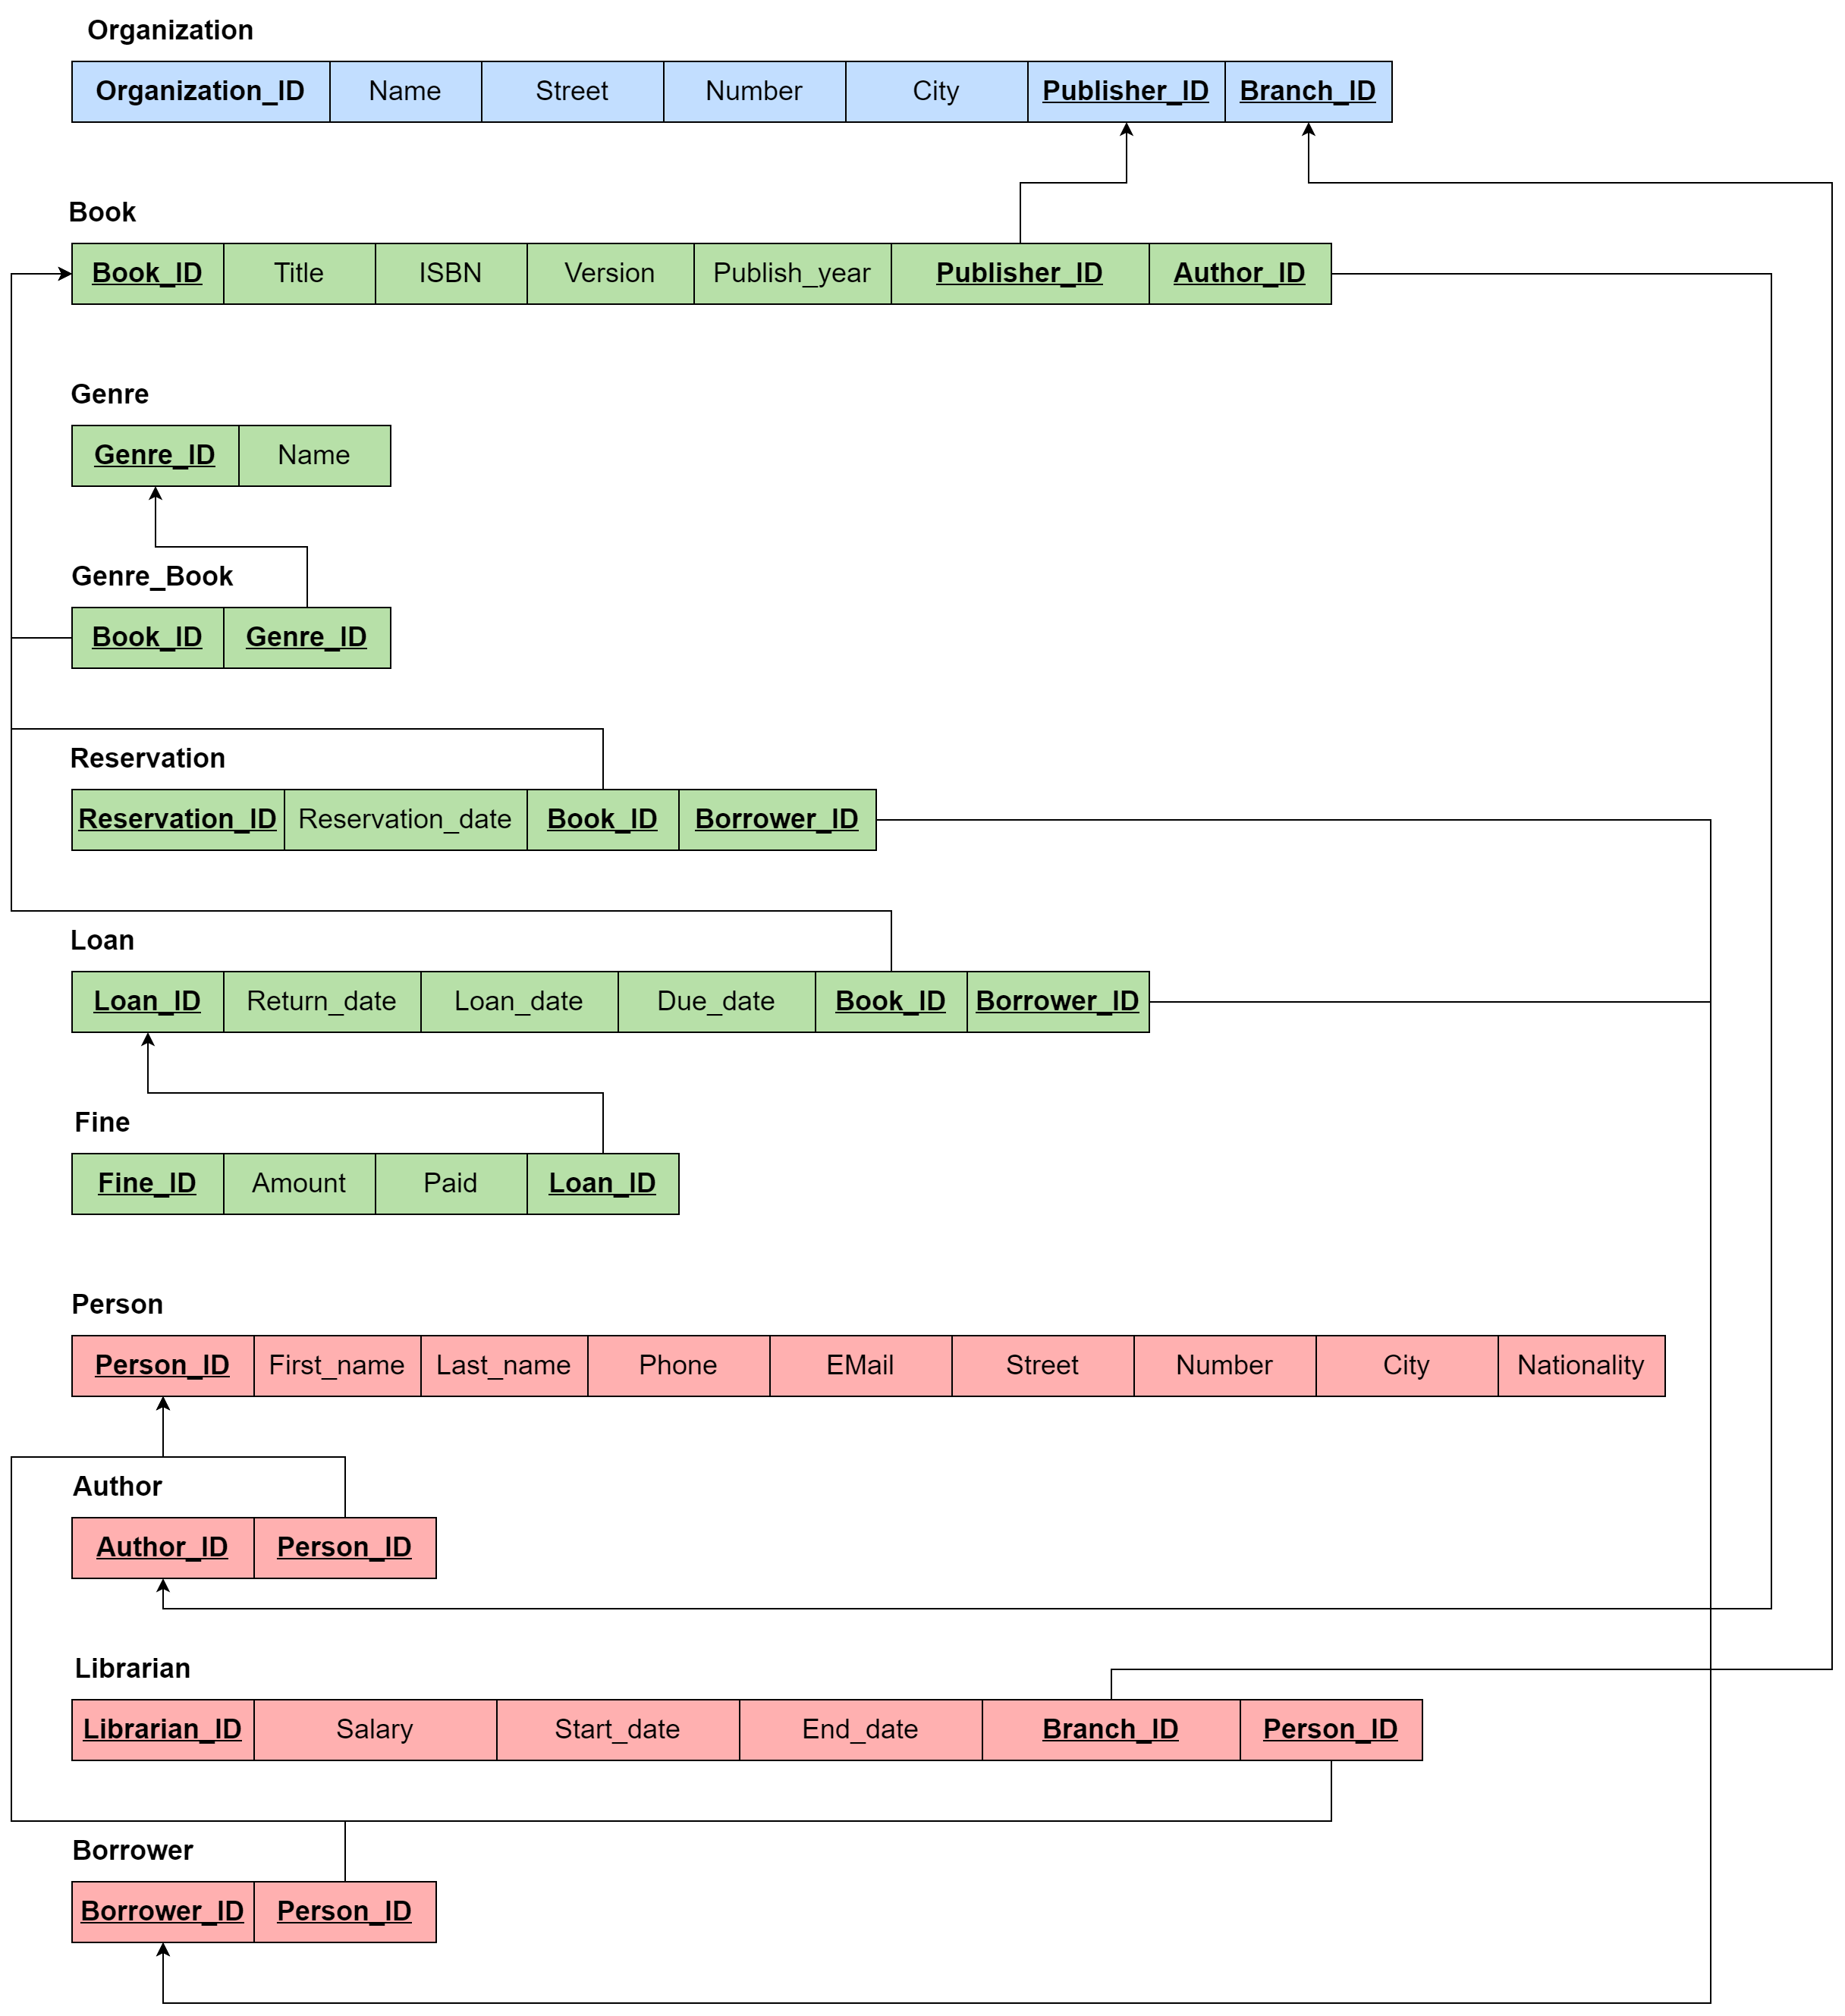 Organization
Organization_ID Name Street Number City Publisher_ID Branch_ID
Book
Book_ID Title ISBN Version Publish_year Publisher_ID Author_ID
Genre
Genre_ID Name
Genre_Book
Book_ID Genre_ID
Reservation
Reservation_ID Reservation_date Book_ID Borrower_ID
Loan
Loan_ID Return_date Loan_date Due_date Book_ID Borrower_ID
Fine
Fine_ID Amount Paid Loan_ID
Person
Person_ID First_name Last_name Phone EMail Street Number City Nationality
Author
Author_ID Person_ID
Librarian
Librarian_ID Salary Start_date End_date Branch_ID Person_ID
Borrower
Borrower_ID Person_ID